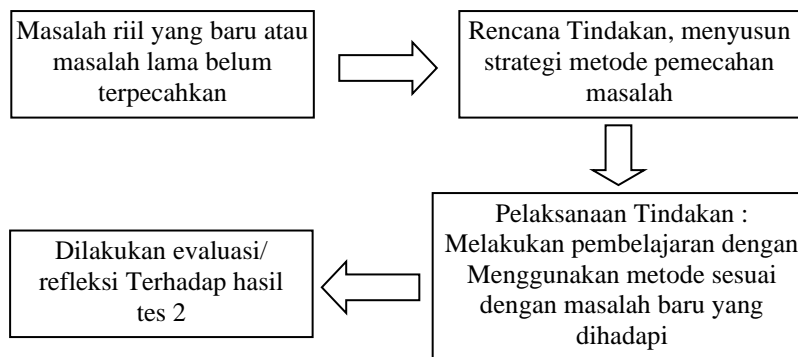 Masalah riil yang baru atau
masalah lama belum
terpecahkan
Rencana Tindakan, menyusun
strategi metode pemecahan
masalah
Pelaksanaan Tindakan :
Melakukan pembelajaran dengan
Menggunakan metode sesuai
dengan masalah baru yang
dihadapi
Dilakukan evaluasi/
refleksi Terhadap hasil
tes 2